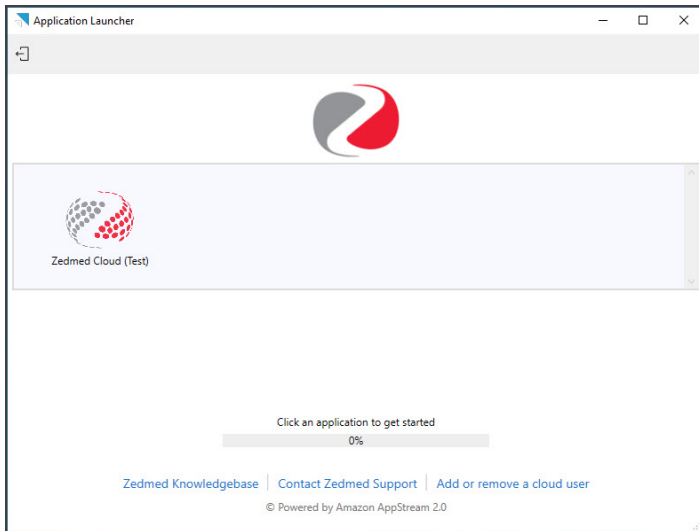 Application Launcher
Zedmed Cloud (Test)
Click an application to get started
0%
Zedmed Knowledgebase Contact Zedmed Support Add or remove a cloud user
© Powered by Amazon AppStream 2.0